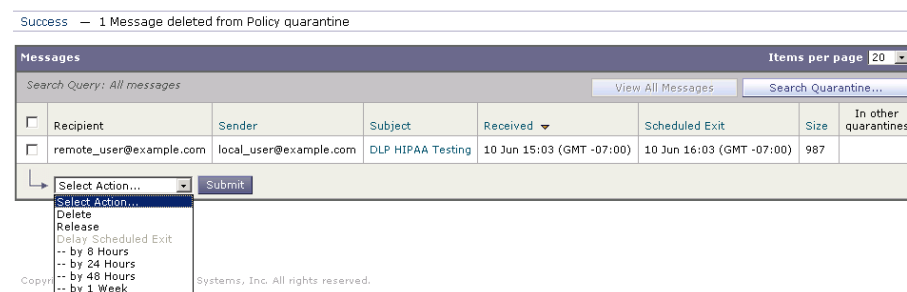 Success — 1 Message deleted from Policy quarantine
Messages Items per page 20
Search Query: All messages View All Messages Search Quarantine...
Recipient Sender Subject Received Scheduled Exit Size In other quarantines
remote_user@example.com local_user@example.com DLP HIPAA Testing 10 Jun 15:03 (GMT -07:00) 10 Jun 16:03 (GMT -07:00) 987
Select Action... Submit
Select Action...
Delete
Release
Delay Scheduled Exit
-- by 8 Hours
-- by 24 Hours
-- by 48 Hours
-- by 1 Week
Systems, Inc. All rights reserved.